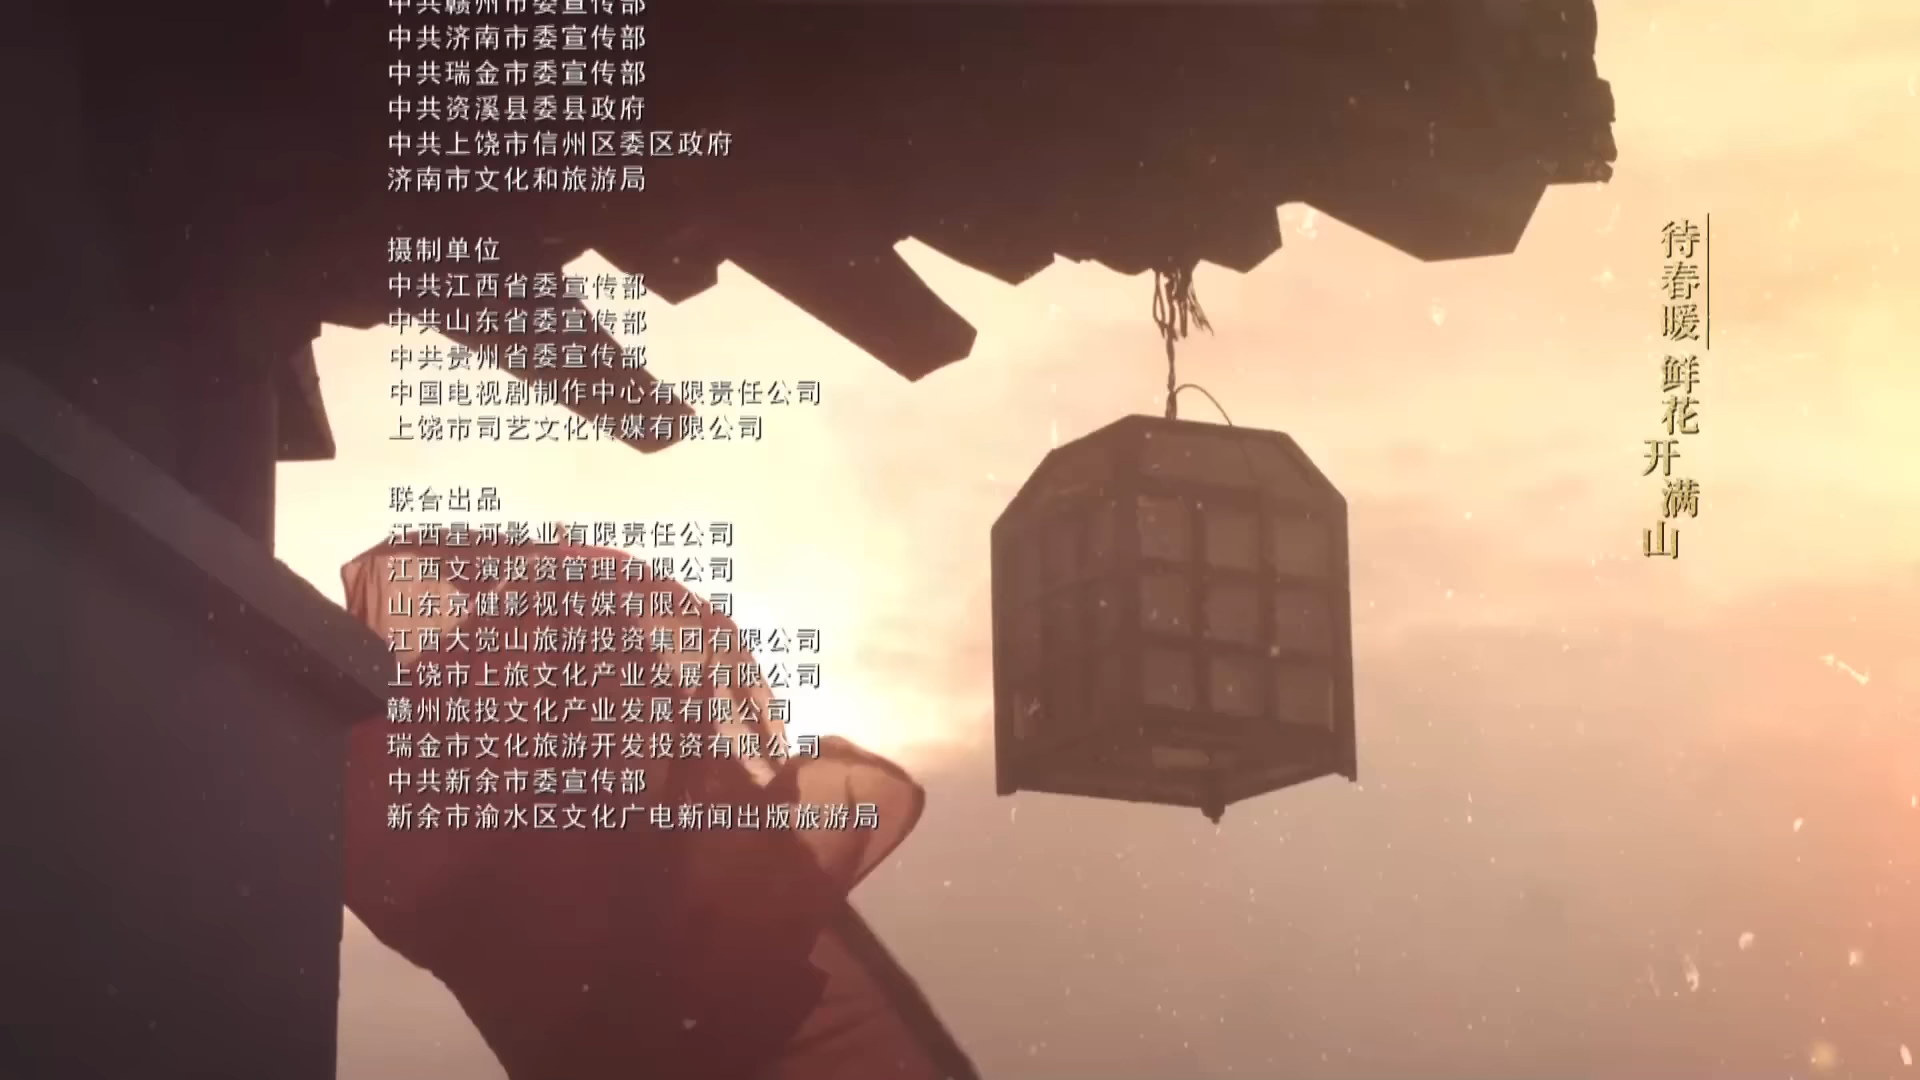 中共赣州市委宣传部
中共济南市委宣传部
中共瑞金市委宣传部
中共资溪县委县政府
中共上饶市信州区委区政府
济南市文化和旅游局
摄制单位
中共江西省委宣传部
中共山东省委宣传部
中共贵州省委宣传部
中国电视剧制作中心有限责任公司
上饶市司艺文化传媒有限公司
联合出品
江西星河影业有限责任公司
江西文演投资管理有限公司
山东京健影视传媒有限公司
江西大觉山旅游投资集团有限公司
上饶市上旅文化产业发展有限公司
赣州旅投文化产业发展有限公司
瑞金市文化旅游开发投资有限公司
中共新余市委宣传部
新余市渝水区文化广电新闻出版旅游局
待春暖 鲜花开满山